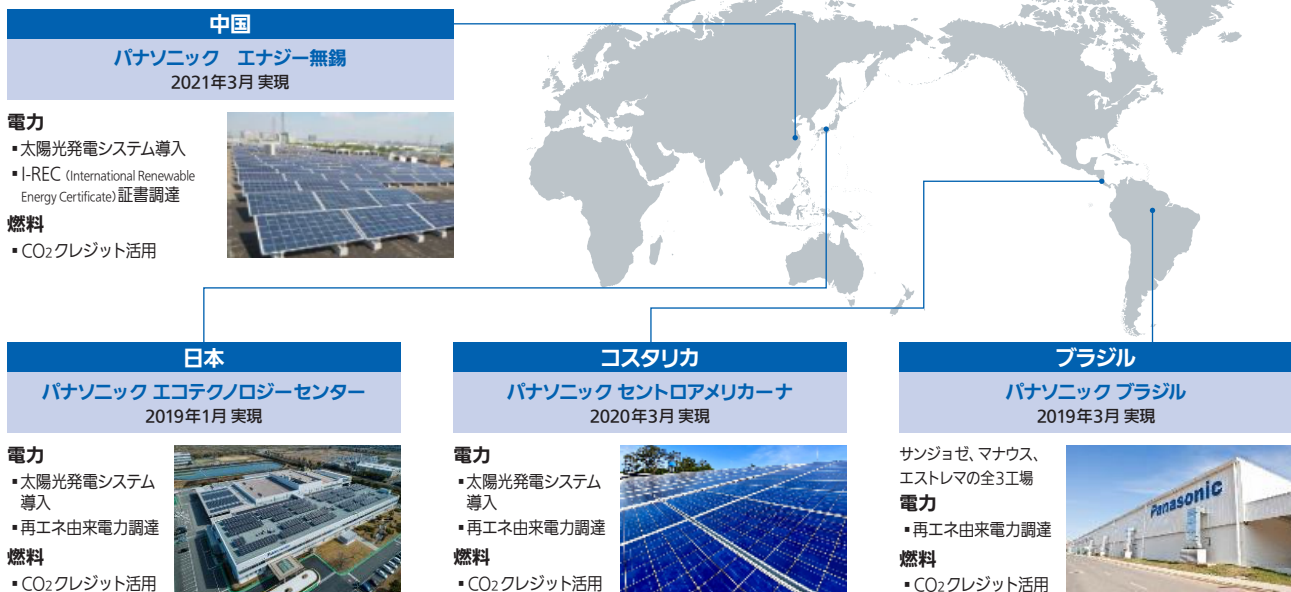 中国
パナソニック　エナジー無錫
2021年3月 実現
電力
▪太陽光発電システム導入
▪I-REC (International Renewable
Energy Certificate)証書調達
燃料
▪CO2クレジット活用
日本
パナソニック エコテクノロジーセンター
2019年1月 実現
電力
▪太陽光発電システム
導入
▪再エネ由来電力調達
燃料
▪CO2クレジット活用
コスタリカ
パナソニック セントロアメリカーナ
2020年3月 実現
電力
▪太陽光発電システム
導入
▪再エネ由来電力調達
燃料
▪CO2クレジット活用
ブラジル
パナソニック ブラジル
2019年3月 実現
サンジョゼ、マナウス、
エストレマの全3工場
電力
▪再エネ由来電力調達
燃料
▪CO2クレジット活用
Panasonic